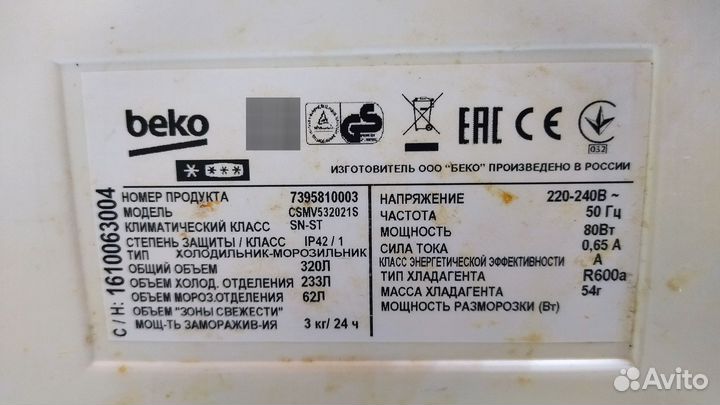 beko
ИЗГОТОВИТЕЛЬ ООО "БЕКО" ПРОИЗВЕДЕНО В РОССИИ
EAC CE
032
С / Н: 1610063004
НОМЕР ПРОДУКТА 7395810003
МОДЕЛЬ CSMV532021S
КЛИМАТИЧЕСКИЙ КЛАСС SN-ST
СТЕПЕНЬ ЗАЩИТЫ / КЛАСС IP42 / 1
ТИП ХОЛОДИЛЬНИК-МОРОЗИЛЬНИК
ОБЩИЙ ОБЪЕМ 320Л
ОБЪЕМ ХОЛОД. ОТДЕЛЕНИЯ 233Л
ОБЪЕМ МОРОЗ.ОТДЕЛЕНИЯ 62Л
ОБЪЕМ "ЗОНЫ СВЕЖЕСТИ"
МОЩ-ТЬ ЗАМОРАЖИВ-ИЯ 3 кг/ 24 ч
НАПРЯЖЕНИЕ 220-240В ~
ЧАСТОТА 50 Гц
МОЩНОСТЬ 80Вт
СИЛА ТОКА 0,65 А
КЛАСС ЭНЕРГЕТИЧЕСКОЙ ЭФФЕКТИВНОСТИ А
ТИП ХЛАДАГЕНТА R600a
МАССА ХЛАДАГЕНТА 54г
МОЩНОСТЬ РАЗМОРОЗКИ (Вт)
Avito